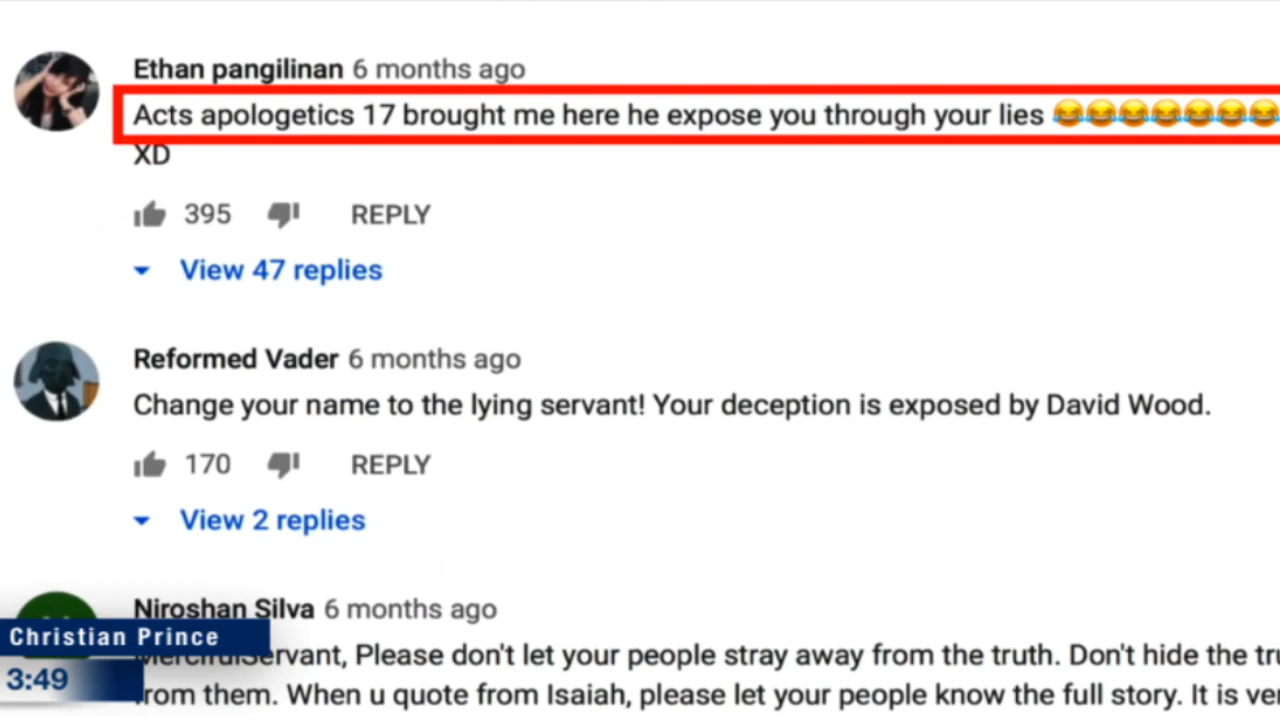 Ethan pangilinan 6 months ago
Acts apologetics 17 brought me here he expose you through your lies 😂😂😂😂😂😂😂
XD
395 REPLY
View 47 replies
Reformed Vader 6 months ago
Change your name to the lying servant! Your deception is exposed by David Wood.
170 REPLY
View 2 replies
Niroshan Silva 6 months ago
Christian Prince
MercifulServant, Please don't let your people stray away from the truth. Don't hide the
3:49
from them. When u quote from Isaiah, please let your people know the full story. It is